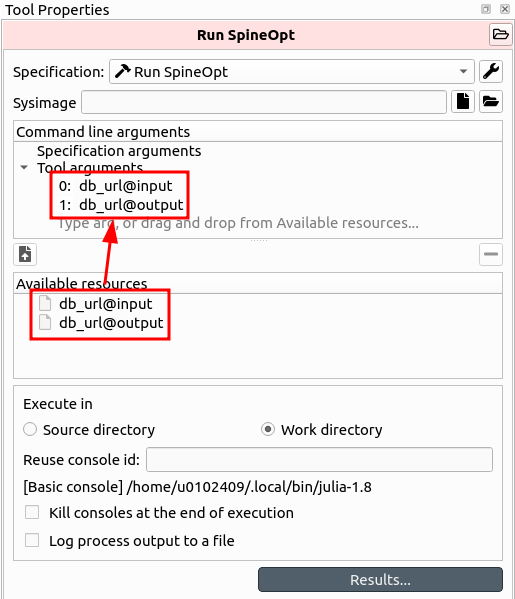 Tool Properties
Run SpineOpt
Specification: Run SpineOpt
Sysimage
Command line arguments
Specification arguments
Tool arguments
0: db_url@input
1: db_url@output
Type arg, or drag and drop from Available resources...
Available resources
db_url@input
db_url@output
Execute in
Source directory
Work directory
Reuse console id:
[Basic console] /home/u0102409/.local/bin/julia-1.8
Kill consoles at the end of execution
Log process output to a file
Results...